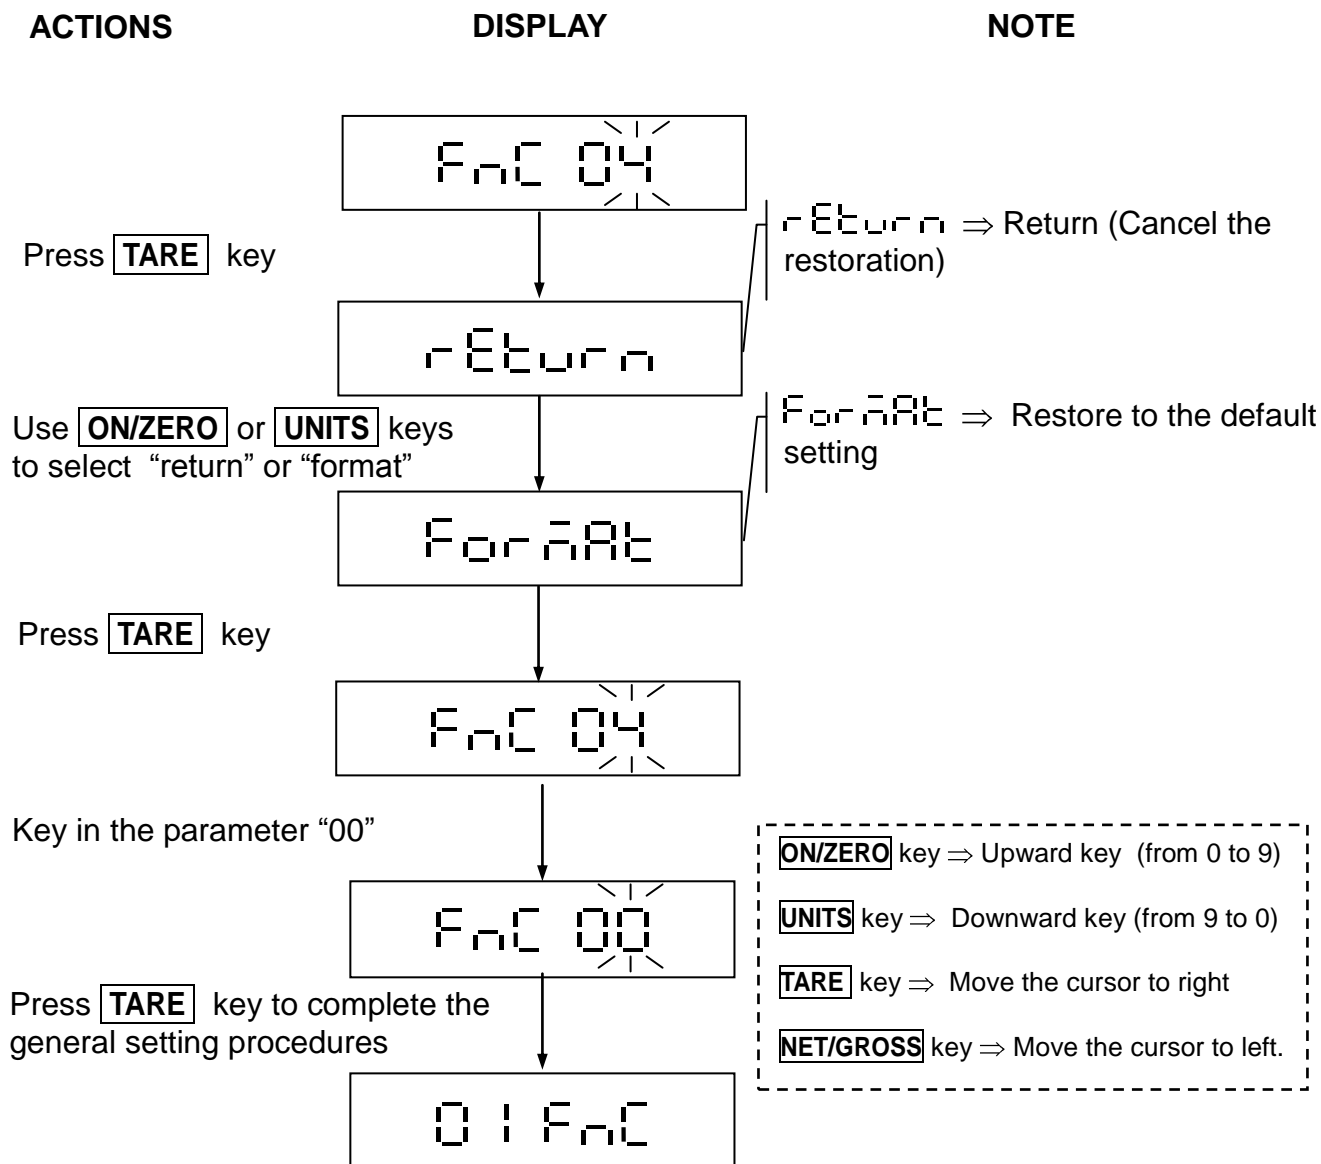 ACTIONS DISPLAY NOTE
FnC 04
Press TARE key
rEturn ⇒ Return (Cancel the
restoration)
rEturn
Use ON/ZERO or UNITS keys
to select “return” or “format”
FormAt ⇒ Restore to the default
setting
FormAt
Press TARE key
FnC 04
Key in the parameter “00”
FnC 00
ON/ZERO key ⇒ Upward key (from 0 to 9)
UNITS key ⇒ Downward key (from 9 to 0)
TARE key ⇒ Move the cursor to right
NET/GROSS key ⇒ Move the cursor to left.
Press TARE key to complete the
general setting procedures
01 FnC